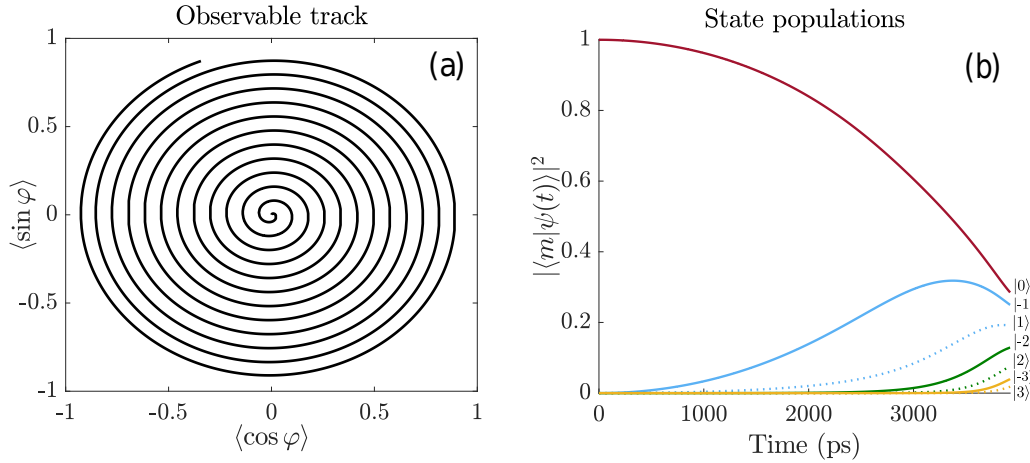 Observable track
(a)
1
0.5
0
-0.5
-1
⟨sin φ⟩
-1 -0.5 0 0.5 1
⟨cos φ⟩
State populations
(b)
1
0.8
0.6
0.4
0.2
0
|⟨m|ψ(t)⟩|²
|0⟩
|-1
|1⟩
|-2
|2⟩
|-3
|3⟩
0 1000 2000 3000
Time (ps)